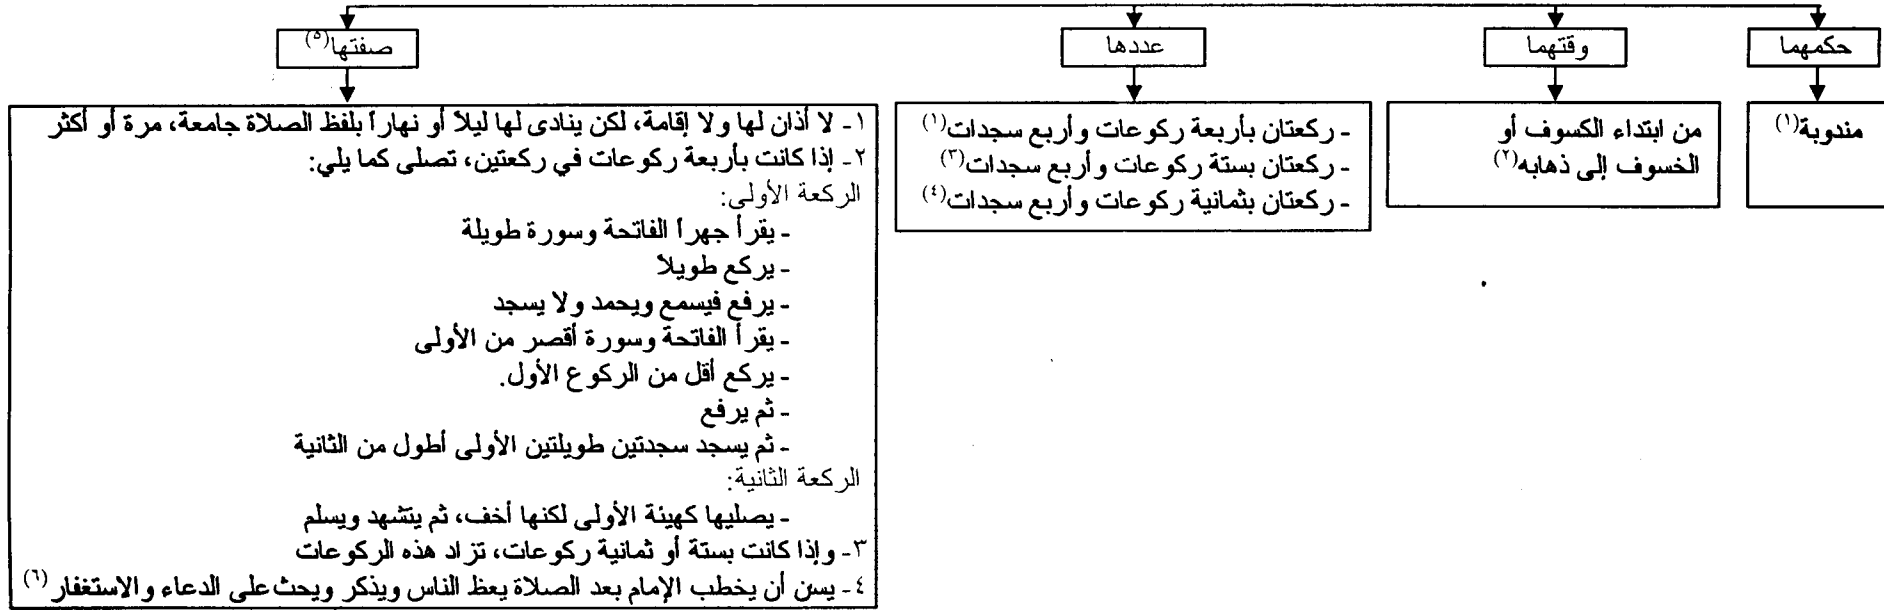 حكمهما
مندوبة(١)
وقتهما
من ابتداء الكسوف أو
الخسوف إلى ذهابه(٢)
عددها
- ركعتان بأربعة ركوعات وأربع سجدات(١)
- ركعتان بستة ركوعات وأربع سجدات(٣)
- ركعتان بثمانية ركوعات وأربع سجدات(٤)
صفتها(٥)
١- لا أذان لها ولا إقامة، لكن ينادى لها ليلاً أو نهاراً بلفظ الصلاة جامعة، مرة أو أكثر
٢- إذا كانت بأربعة ركوعات في ركعتين، تصلى كما يلي:
الركعة الأولى:
- يقرأ جهراً الفاتحة وسورة طويلة
- يركع طويلاً
- يرفع فيسمع ويحمد ولا يسجد
- يقرأ الفاتحة وسورة أقصر من الأولى
- يركع أقل من الركوع الأول.
- ثم يرفع
- ثم يسجد سجدتين طويلتين الأولى أطول من الثانية
الركعة الثانية:
- يصليها كهيئة الأولى لكنها أخف، ثم يتشهد ويسلم
٣- وإذا كانت بستة أو ثمانية ركوعات، تزاد هذه الركوعات
٤- يسن أن يخطب الإمام بعد الصلاة يعظ الناس ويذكر ويحث على الدعاء والاستغفار (٦)